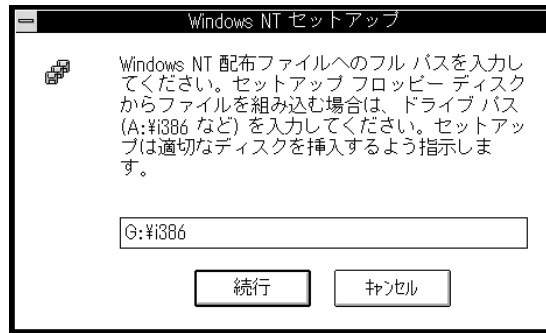 Windows NT セットアップ
Windows NT 配布ファイルへのフル パスを入力し
てください。セットアップ フロッピー ディスク
からファイルを組み込む場合は、ドライブ パス
(A:¥i386 など) を入力してください。セットアッ
プは適切なディスクを挿入するよう指示しま
す。
G:¥i386
続行
ｷｬﾝｾﾙ